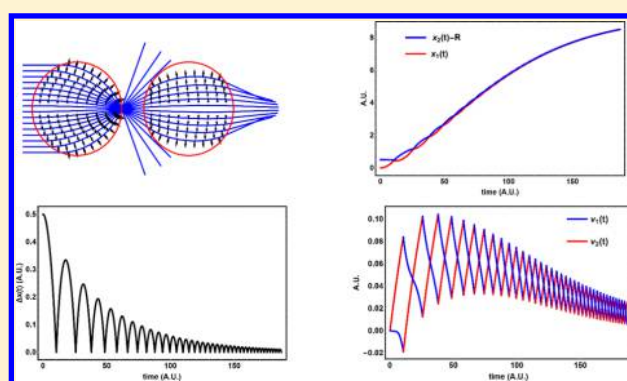 8
6
4
2
0
A.U.
x₂(t)-R
x₁(t)
0 50 100 150
time (A.U.)
0.5
0.4
0.3
0.2
0.1
0.0
Δx(t) (A.U.)
0 50 100 150
time (A.U.)
0.10
0.08
0.06
0.04
0.02
0.00
-0.02
A.U.
v₁(t)
v₂(t)
0 50 100 150
time (A.U.)